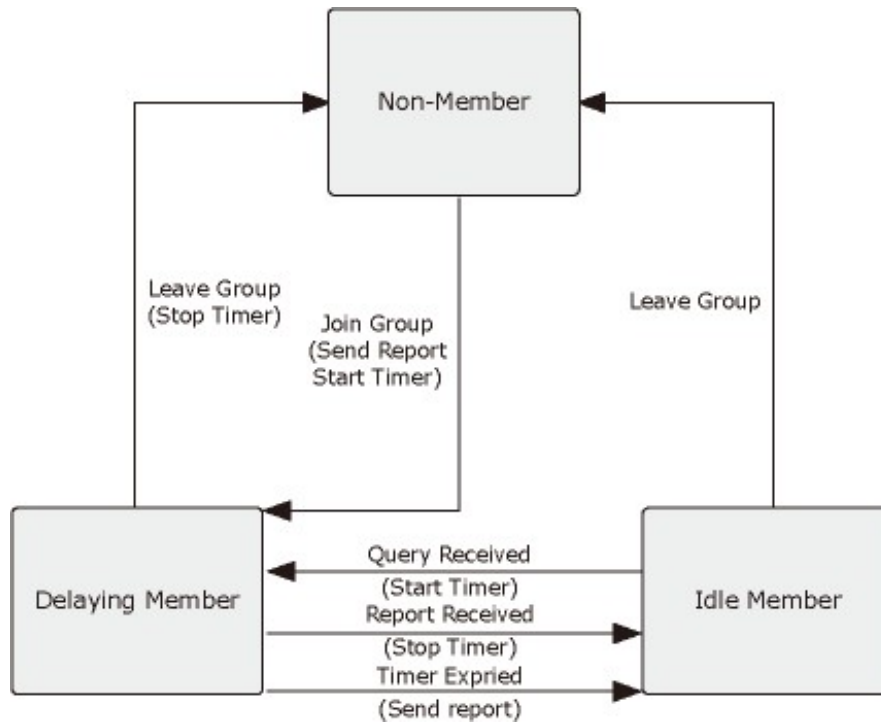 Non-Member
Leave Group
(Stop Timer)
Join Group
(Send Report
Start Timer)
Leave Group
Delaying Member
Query Received
(Start Timer)
Report Received
(Stop Timer)
Timer Expried
(Send report)
Idle Member